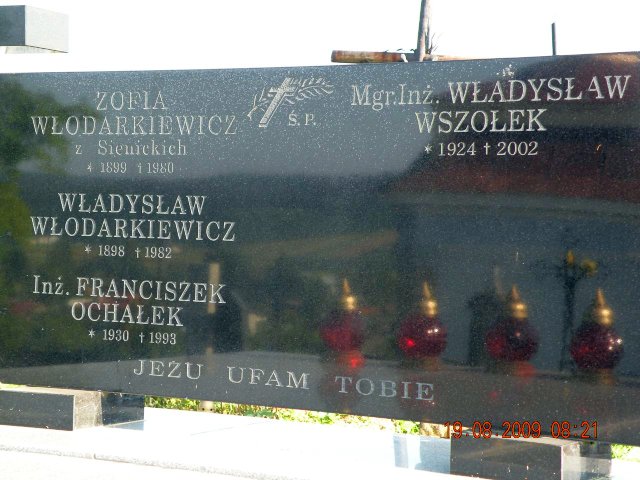 ZOFIA
WŁODARKIEWICZ
z Sienickich
* 1899 † 1980
WŁADYSŁAW
WŁODARKIEWICZ
* 1898 † 1982
Inż. FRANCISZEK
OCHAŁEK
* 1930 † 1993
Ś.P.
Mgr.Inż. WŁADYSŁAW
WSZOŁEK
* 1924 † 2002
JEZU UFAM TOBIE
19.08.2009 08:21